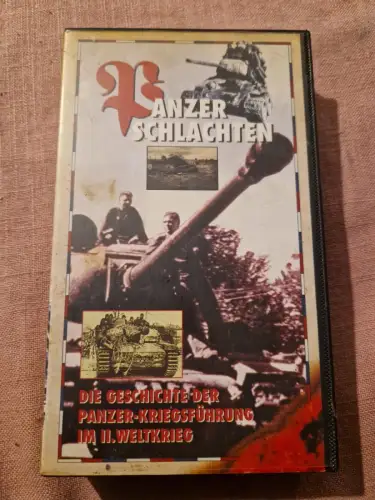 PANZER
SCHLACHTEN
DIE GESCHICHTE DER
PANZER-KRIEGSFÜHRUNG
IM II. WELTKRIEG